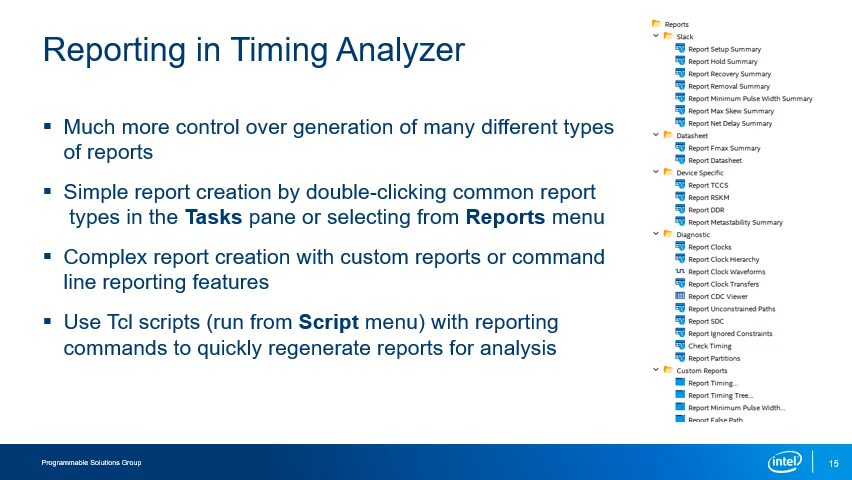 Reporting in Timing Analyzer
▪ Much more control over generation of many different types
of reports
▪ Simple report creation by double-clicking common report
types in the Tasks pane or selecting from Reports menu
▪ Complex report creation with custom reports or command
line reporting features
▪ Use Tcl scripts (run from Script menu) with reporting
commands to quickly regenerate reports for analysis
Reports
Slack
Report Setup Summary
Report Hold Summary
Report Recovery Summary
Report Removal Summary
Report Minimum Pulse Width Summary
Report Max Skew Summary
Report Net Delay Summary
Datasheet
Report Fmax Summary
Report Datasheet
Device Specific
Report TCCS
Report RSKM
Report DDR
Report Metastability Summary
Diagnostic
Report Clocks
Report Clock Hierarchy
Report Clock Waveforms
Report Clock Transfers
Report CDC Viewer
Report Unconstrained Paths
Report SDC
Report Ignored Constraints
Check Timing
Report Partitions
Custom Reports
Report Timing...
Report Timing Tree...
Report Minimum Pulse Width...
Report False Path
Programmable Solutions Group
intel
15